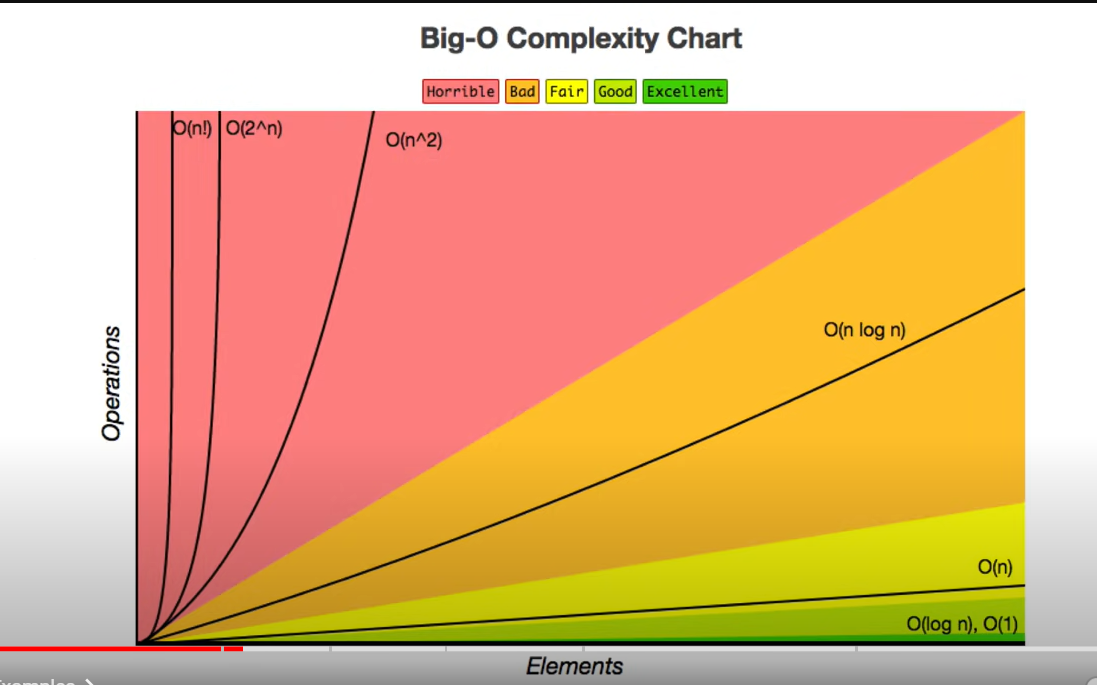 Big-O Complexity Chart
Horrible Bad Fair Good Excellent
O(n!) O(2^n)
O(n^2)
O(n log n)
Operations
O(n)
O(log n), O(1)
Elements